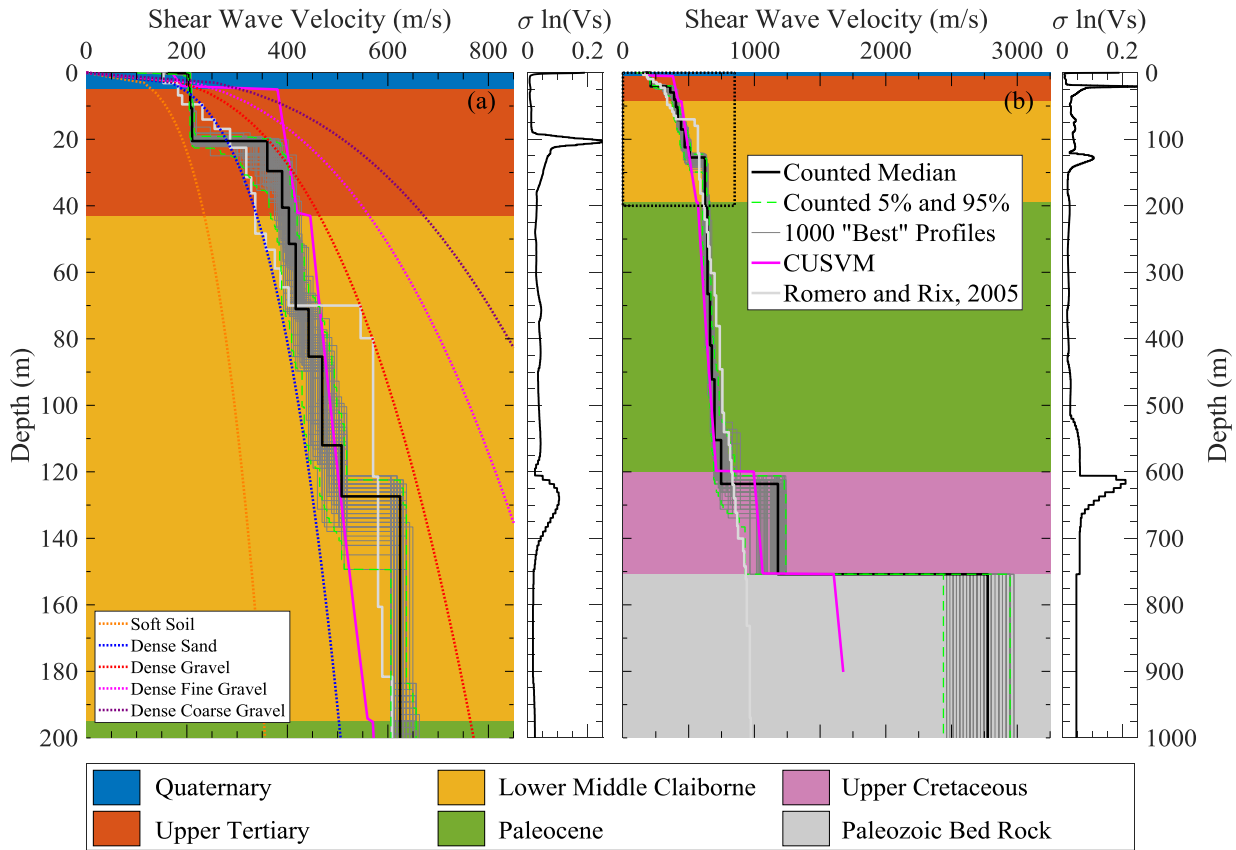 Shear Wave Velocity (m/s)
σ ln(Vs)
Shear Wave Velocity (m/s)
σ ln(Vs)
0 200 400 600 800
0 0.2
0 1000 2000 3000
0 0.2
0
20
40
60
80
100
120
140
160
180
200
Depth (m)
(a)
Soft Soil
Dense Sand
Dense Gravel
Dense Fine Gravel
Dense Coarse Gravel
(b)
Counted Median
Counted 5% and 95%
1000 "Best" Profiles
CUSVM
Romero and Rix, 2005
0
100
200
300
400
500
600
700
800
900
1000
Depth (m)
Quaternary
Lower Middle Claiborne
Upper Cretaceous
Upper Tertiary
Paleocene
Paleozoic Bed Rock